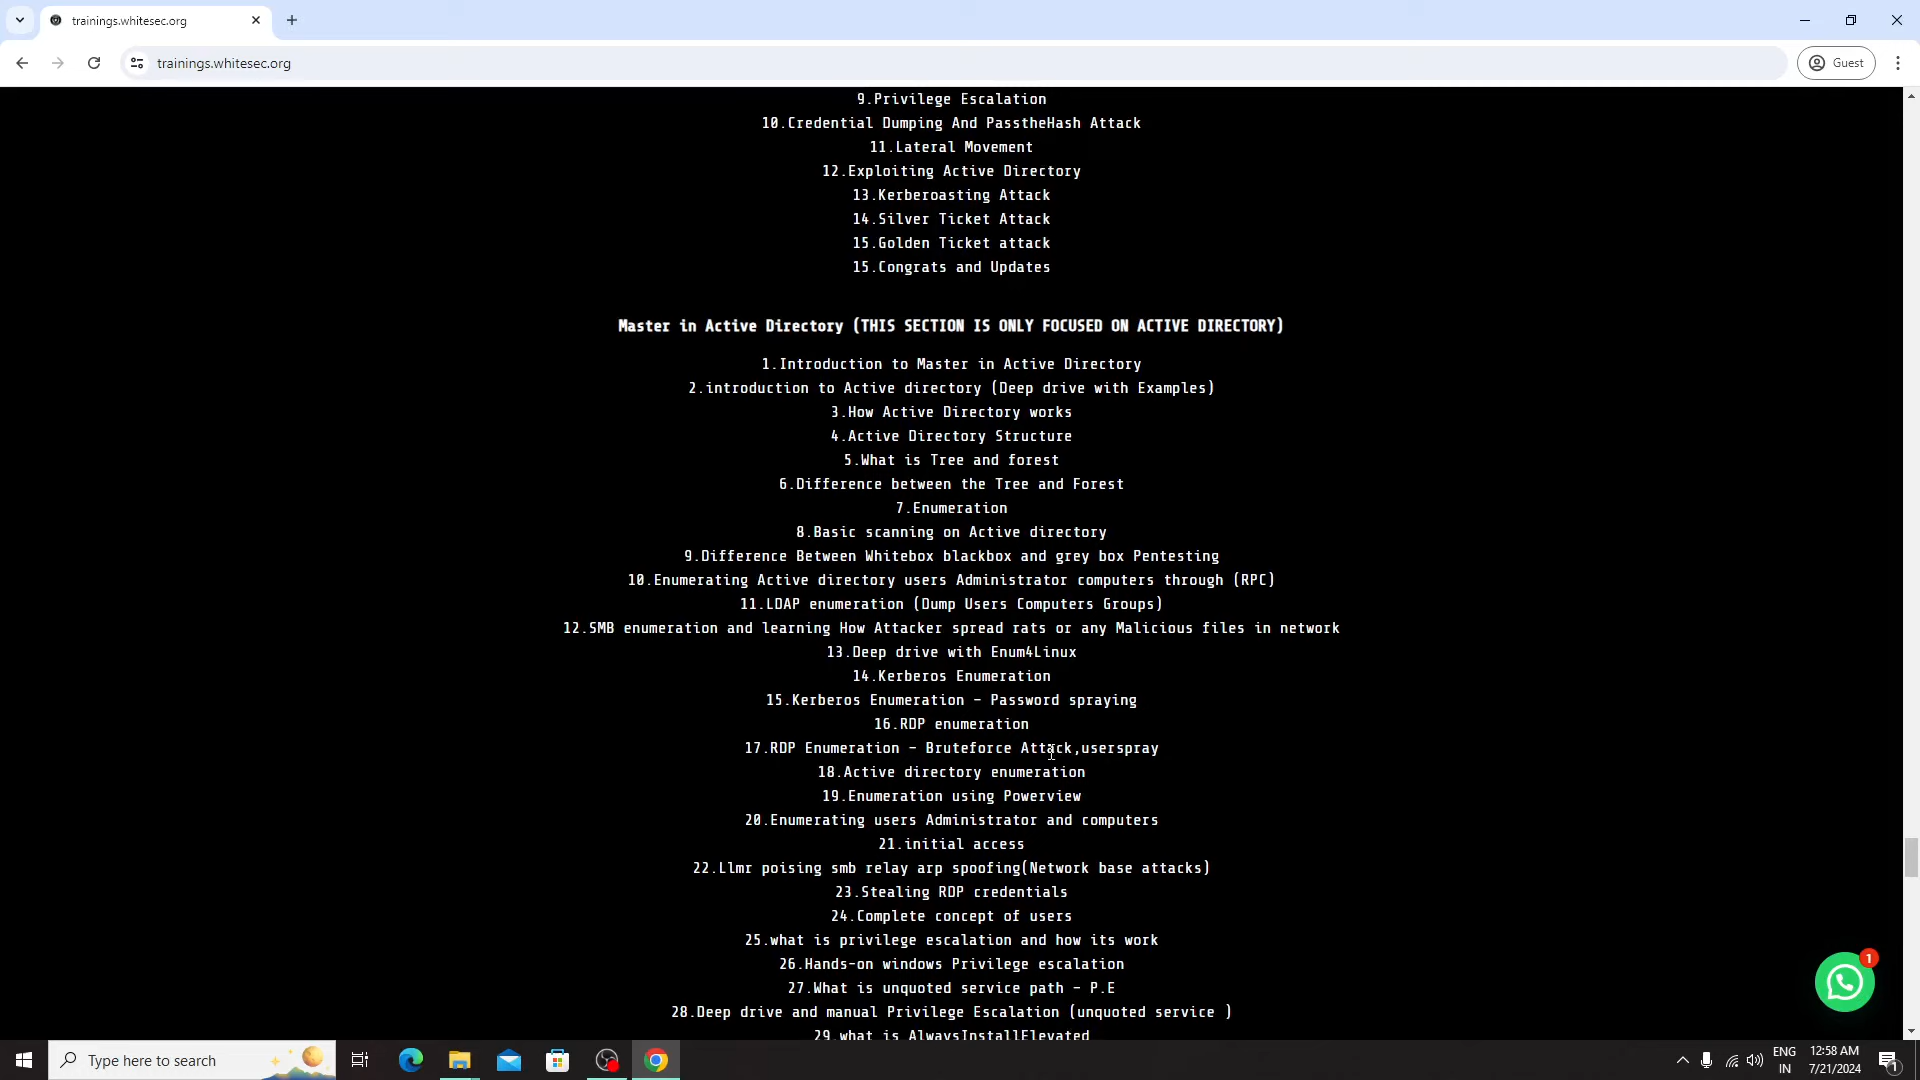 trainings.whitesec.org
trainings.whitesec.org
Guest
9.Privilege Escalation
10.Credential Dumping And PasstheHash Attack
11.Lateral Movement
12.Exploiting Active Directory
13.Kerberoasting Attack
14.Silver Ticket Attack
15.Golden Ticket attack
15.Congrats and Updates
Master in Active Directory (THIS SECTION IS ONLY FOCUSED ON ACTIVE DIRECTORY)
1.Introduction to Master in Active Directory
2.introduction to Active directory (Deep drive with Examples)
3.How Active Directory works
4.Active Directory Structure
5.What is Tree and forest
6.Difference between the Tree and Forest
7.Enumeration
8.Basic scanning on Active directory
9.Difference Between Whitebox blackbox and grey box Pentesting
10.Enumerating Active directory users Administrator computers through (RPC)
11.LDAP enumeration (Dump Users Computers Groups)
12.SMB enumeration and learning How Attacker spread rats or any Malicious files in network
13.Deep drive with Enum4Linux
14.Kerberos Enumeration
15.Kerberos Enumeration - Password spraying
16.RDP enumeration
17.RDP Enumeration - Bruteforce Attack,userspray
18.Active directory enumeration
19.Enumeration using Powerview
20.Enumerating users Administrator and computers
21.initial access
22.Llmr poising smb relay arp spoofing(Network base attacks)
23.Stealing RDP credentials
24.Complete concept of users
25.what is privilege escalation and how its work
26.Hands-on windows Privilege escalation
27.What is unquoted service path - P.E
28.Deep drive and manual Privilege Escalation (unquoted service )
29.what is AlwaysInstallElevated
1
Type here to search
ENG
IN
12:58 AM
7/21/2024
1